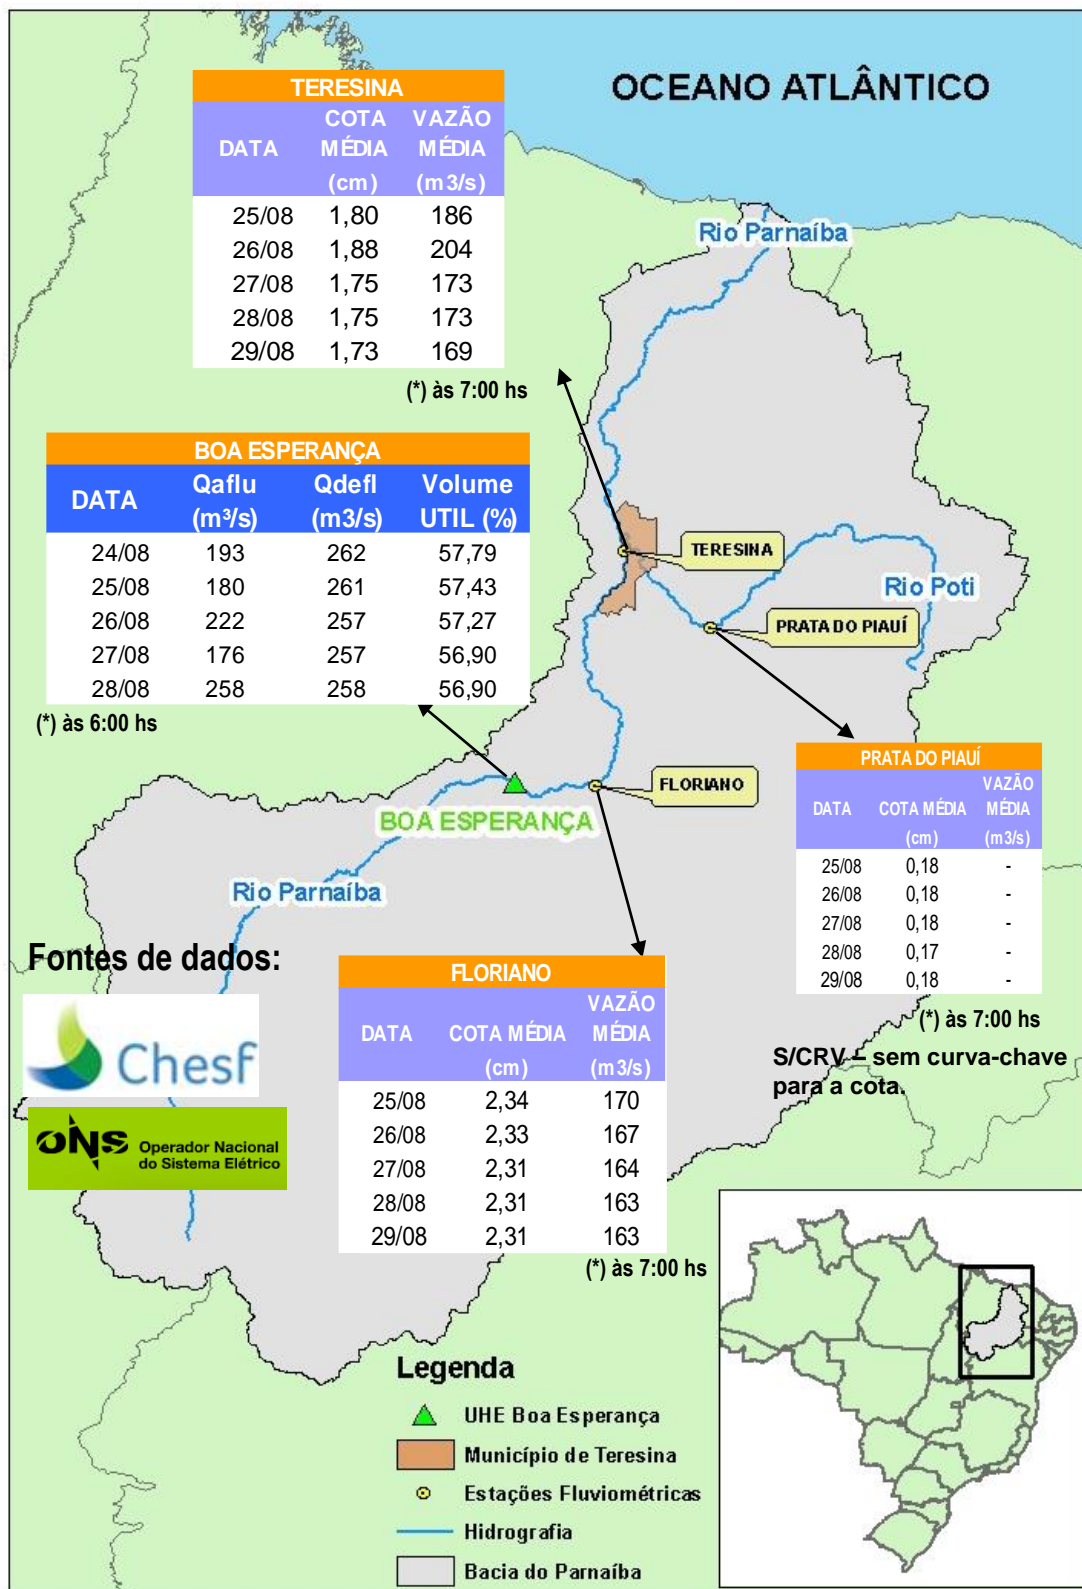 OCEANO ATLÂNTICO
TERESINA
DATA COTA MÉDIA (cm) VAZÃO MÉDIA (m3/s)
25/08 1,80 186
26/08 1,88 204
27/08 1,75 173
28/08 1,75 173
29/08 1,73 169
(*) às 7:00 hs
Rio Parnaíba
BOA ESPERANÇA
DATA Qaflu (m³/s) Qdefl (m3/s) Volume UTIL (%)
24/08 193 262 57,79
25/08 180 261 57,43
26/08 222 257 57,27
27/08 176 257 56,90
28/08 258 258 56,90
(*) às 6:00 hs
TERESINA
Rio Poti
PRATA DO PIAUÍ
FLORIANO
BOA ESPERANÇA
Rio Parnaíba
PRATA DO PIAUÍ
DATA COTA MÉDIA (cm) VAZÃO MÉDIA (m3/s)
25/08 0,18 -
26/08 0,18 -
27/08 0,18 -
28/08 0,17 -
29/08 0,18 -
(*) às 7:00 hs
S/CRV – sem curva-chave
para a cota.
Fontes de dados:
Chesf
ONS Operador Nacional
do Sistema Elétrico
FLORIANO
DATA COTA MÉDIA (cm) VAZÃO MÉDIA (m3/s)
25/08 2,34 170
26/08 2,33 167
27/08 2,31 164
28/08 2,31 163
29/08 2,31 163
(*) às 7:00 hs
Legenda
UHE Boa Esperança
Município de Teresina
Estações Fluviométricas
Hidrografia
Bacia do Parnaíba